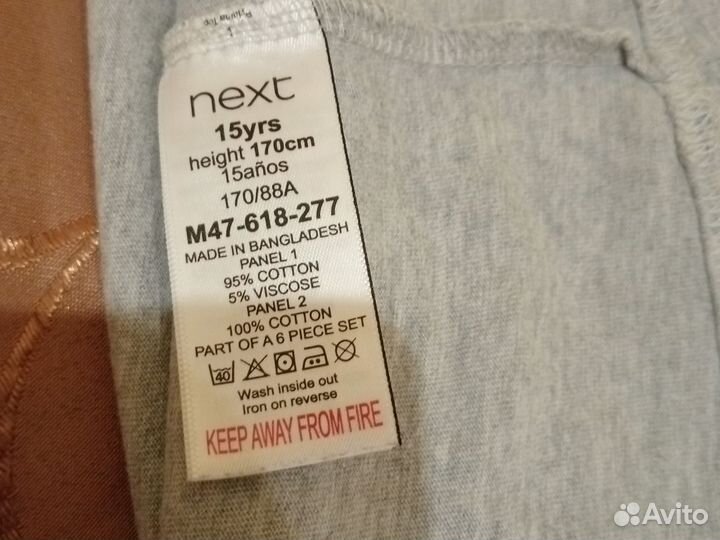 Pyjama Top
next
15yrs
height 170cm
15años
170/88A
M47-618-277
MADE IN BANGLADESH
PANEL 1
95% COTTON
5% VISCOSE
PANEL 2
100% COTTON
PART OF A 6 PIECE SET
40
Wash inside out
Iron on reverse
KEEP AWAY FROM FIRE
Avito